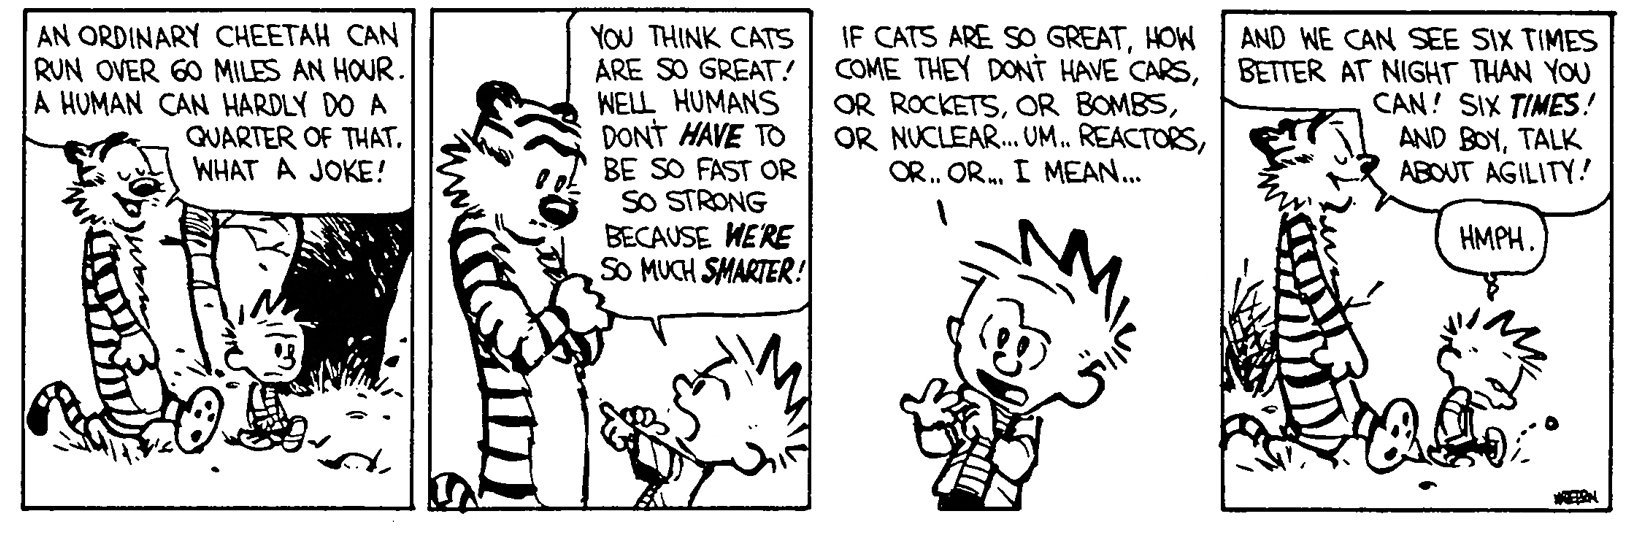 AN ORDINARY CHEETAH CAN
RUN OVER 60 MILES AN HOUR.
A HUMAN CAN HARDLY DO A
QUARTER OF THAT.
WHAT A JOKE!
YOU THINK CATS
ARE SO GREAT!
WELL HUMANS
DON'T HAVE TO
BE SO FAST OR
SO STRONG
BECAUSE WE'RE
SO MUCH SMARTER!
IF CATS ARE SO GREAT, HOW
COME THEY DON'T HAVE CARS,
OR ROCKETS, OR BOMBS,
OR NUCLEAR... UM.. REACTORS,
OR.. OR... I MEAN...
AND WE CAN SEE SIX TIMES
BETTER AT NIGHT THAN YOU
CAN! SIX TIMES!
AND BOY, TALK
ABOUT AGILITY!
HMPH.
WATTERSON